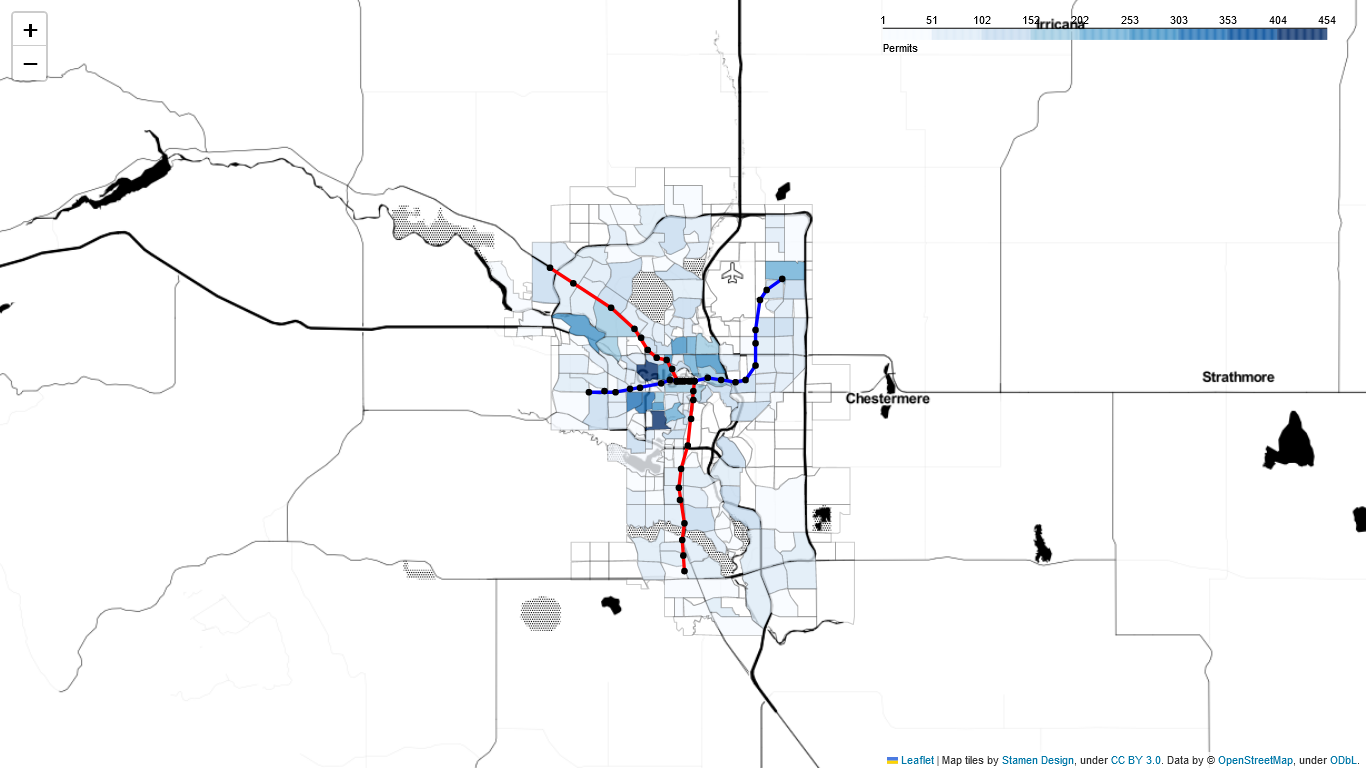 +
−
1 51 102 152 202 253 303 353 404 454
Irricana
Permits
Strathmore
Chestermere
Leaflet | Map tiles by Stamen Design, under CC BY 3.0. Data by © OpenStreetMap, under ODbL.